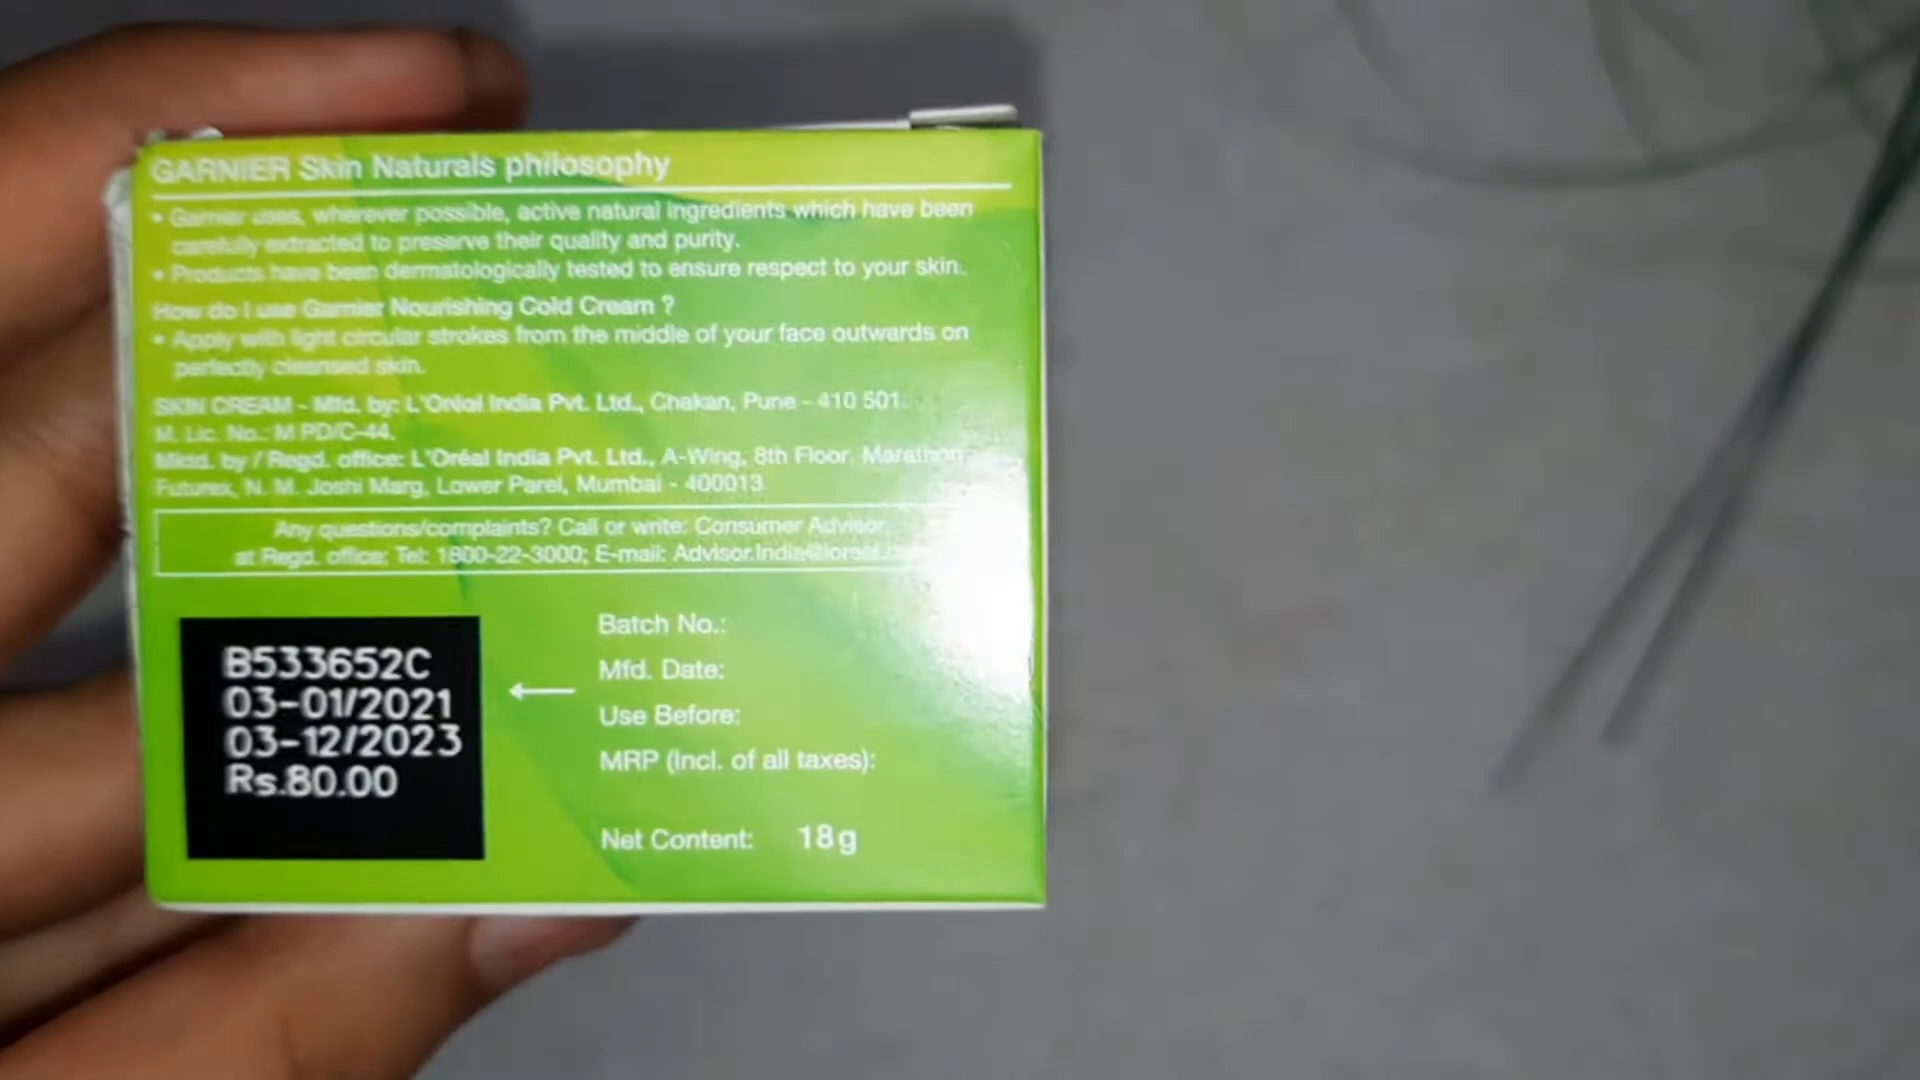 GARNIER Skin Naturals philosophy
• Garnier uses, wherever possible, active natural ingredients which have been
carefully extracted to preserve their quality and purity.
• Products have been dermatologically tested to ensure respect to your skin.
How do I use Garnier Nourishing Cold Cream ?
• Apply with light circular strokes from the middle of your face outwards on
perfectly cleansed skin.
SKIN CREAM - Mfd. by: L'Oréal India Pvt. Ltd., Chakan, Pune - 410 501.
M. Lic. No.: M PD/C-44.
Mktd. by / Regd. office: L'Oréal India Pvt. Ltd., A-Wing, 8th Floor, Marathon
Futurex, N. M. Joshi Marg, Lower Parel, Mumbai - 400013
Any questions/complaints? Call or write: Consumer Advisor,
at Regd. office: Tel: 1800-22-3000; E-mail:
B533652C
03-01/2021
03-12/2023
Rs.80.00
Batch No.:
Mfd. Date:
Use Before:
MRP (Incl. of all taxes):
Net Content: 18g